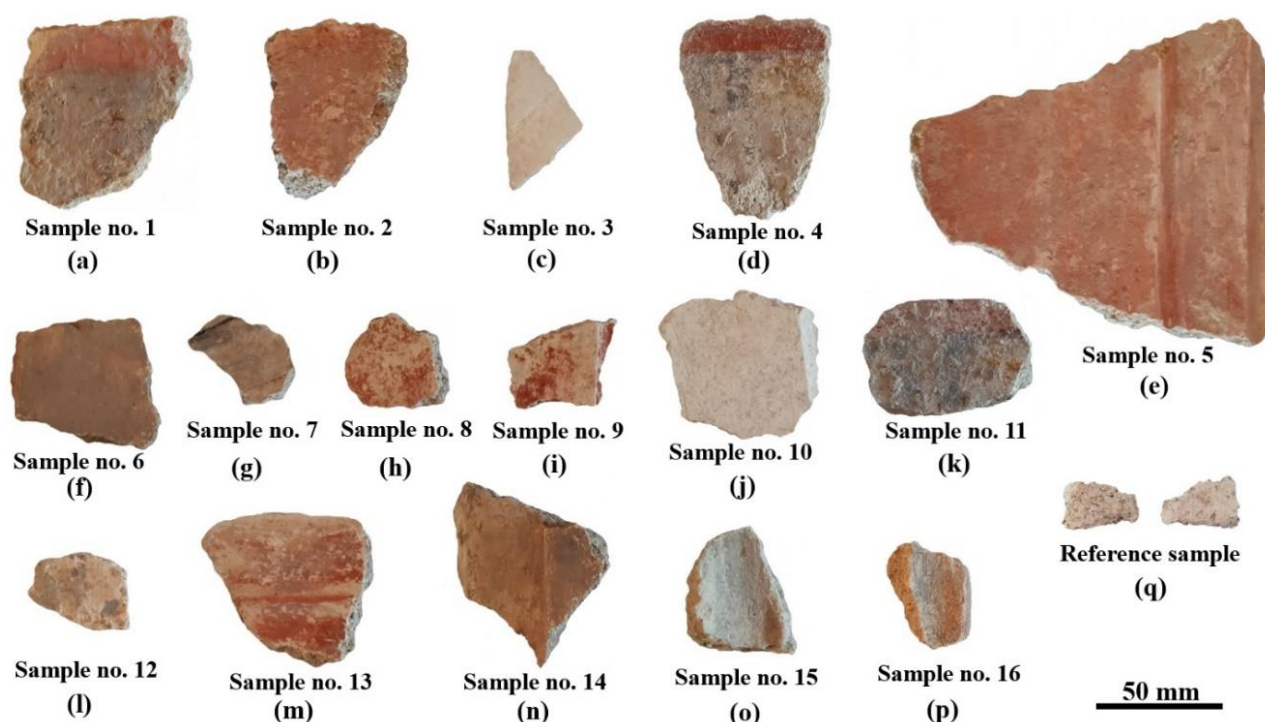 Sample no. 1
(a)
Sample no. 2
(b)
Sample no. 3
(c)
Sample no. 4
(d)
Sample no. 5
(e)
Sample no. 6
(f)
Sample no. 7
(g)
Sample no. 8
(h)
Sample no. 9
(i)
Sample no. 10
(j)
Sample no. 11
(k)
Reference sample
(q)
Sample no. 12
(l)
Sample no. 13
(m)
Sample no. 14
(n)
Sample no. 15
(o)
Sample no. 16
(p)
50 mm